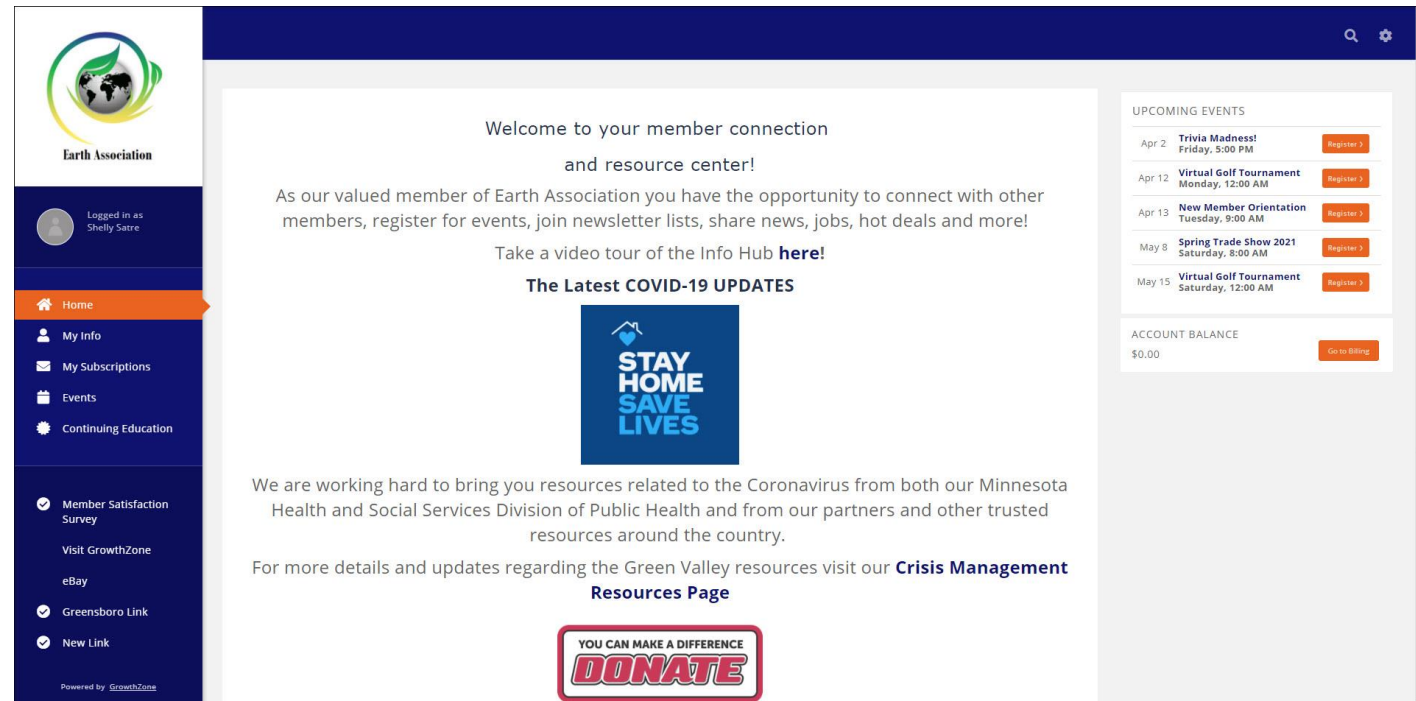 Earth Association
Logged in as
Shelly Satre
Home
My Info
My Subscriptions
Events
Continuing Education
Member Satisfaction
Survey
Visit GrowthZone
eBay
Greensboro Link
New Link
Powered by GrowthZone
Welcome to your member connection
and resource center!
As our valued member of Earth Association you have the opportunity to connect with other
members, register for events, join newsletter lists, share news, jobs, hot deals and more!
Take a video tour of the Info Hub here!
The Latest COVID-19 UPDATES
STAY
HOME
SAVE
LIVES
We are working hard to bring you resources related to the Coronavirus from both our Minnesota
Health and Social Services Division of Public Health and from our partners and other trusted
resources around the country.
For more details and updates regarding the Green Valley resources visit our Crisis Management
Resources Page
YOU CAN MAKE A DIFFERENCE
DONATE
UPCOMING EVENTS
Apr 2 Trivia Madness! Register >
Friday, 5:00 PM
Apr 12 Virtual Golf Tournament Register >
Monday, 12:00 AM
Apr 13 New Member Orientation Register >
Tuesday, 9:00 AM
May 8 Spring Trade Show 2021 Register >
Saturday, 8:00 AM
May 15 Virtual Golf Tournament Register >
Saturday, 12:00 AM
ACCOUNT BALANCE
$0.00 Go to Billing